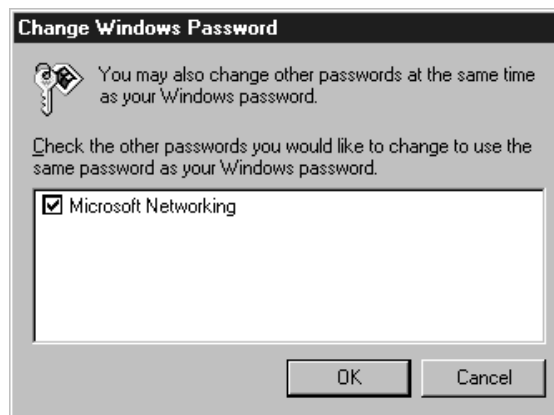 Change Windows Password
You may also change other passwords at the same time
as your Windows password.
Check the other passwords you would like to change to use the
same password as your Windows password.
Microsoft Networking
OK
Cancel